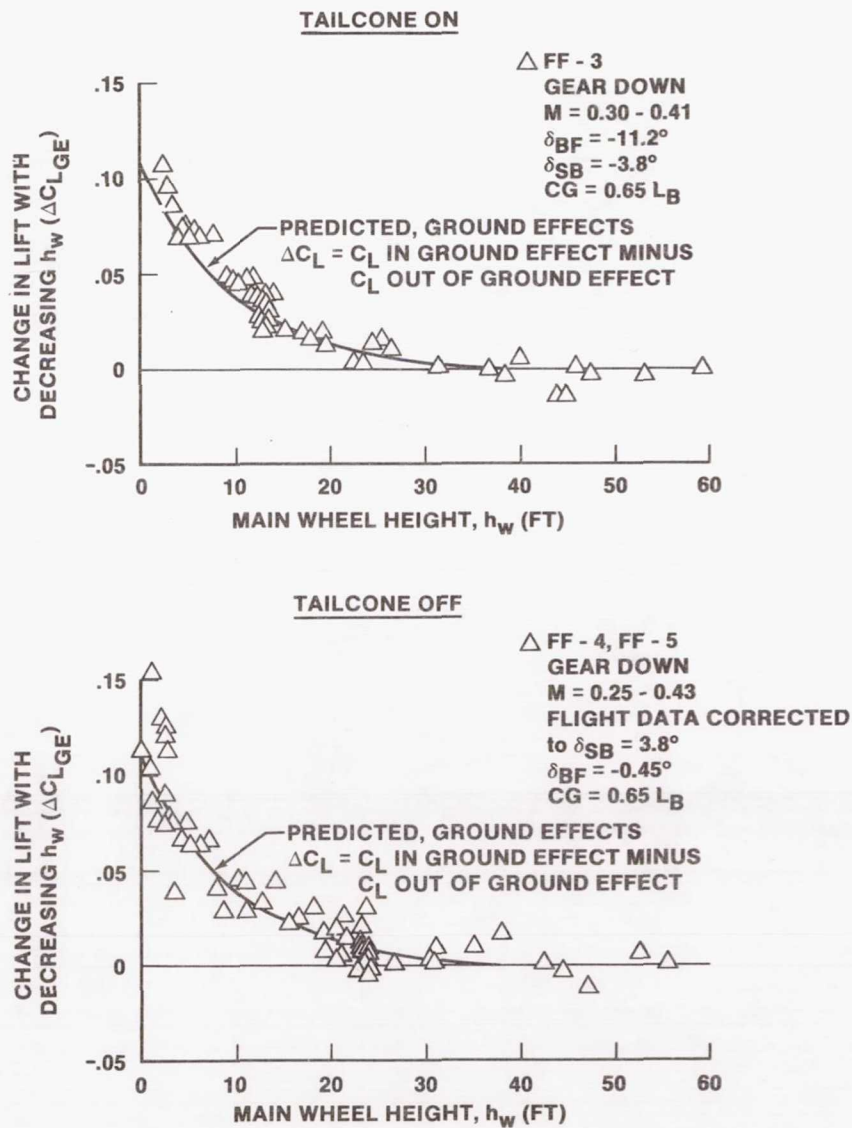 TAILCONE ON
△ FF - 3
GEAR DOWN
M = 0.30 - 0.41
δBF = -11.2°
δSB = -3.8°
CG = 0.65 LB
CHANGE IN LIFT WITH
DECREASING hw (ΔCLGE)
.15
.10
.05
0
-.05
PREDICTED, GROUND EFFECTS
ΔCL = CL IN GROUND EFFECT MINUS
CL OUT OF GROUND EFFECT
0 10 20 30 40 50 60
MAIN WHEEL HEIGHT, hw (FT)
TAILCONE OFF
△ FF - 4, FF - 5
GEAR DOWN
M = 0.25 - 0.43
FLIGHT DATA CORRECTED
to δSB = 3.8°
δBF = -0.45°
CG = 0.65 LB
CHANGE IN LIFT WITH
DECREASING hw (ΔCLGE)
.15
.10
.05
0
-.05
PREDICTED, GROUND EFFECTS
ΔCL = CL IN GROUND EFFECT MINUS
CL OUT OF GROUND EFFECT
0 10 20 30 40 50 60
MAIN WHEEL HEIGHT, hw (FT)